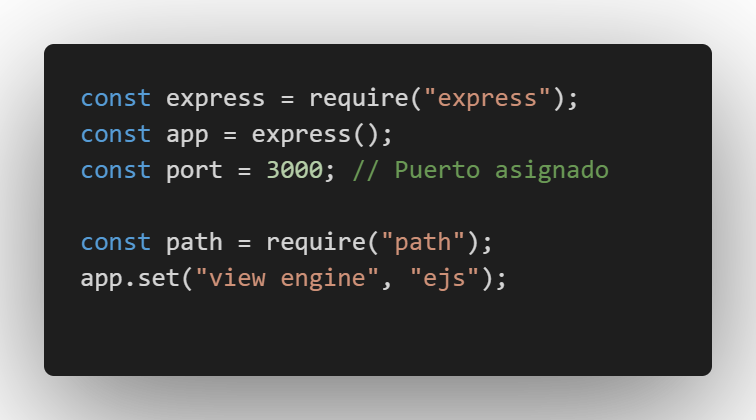 const express = require("express");
const app = express();
const port = 3000; // Puerto asignado
const path = require("path");
app.set("view engine", "ejs");